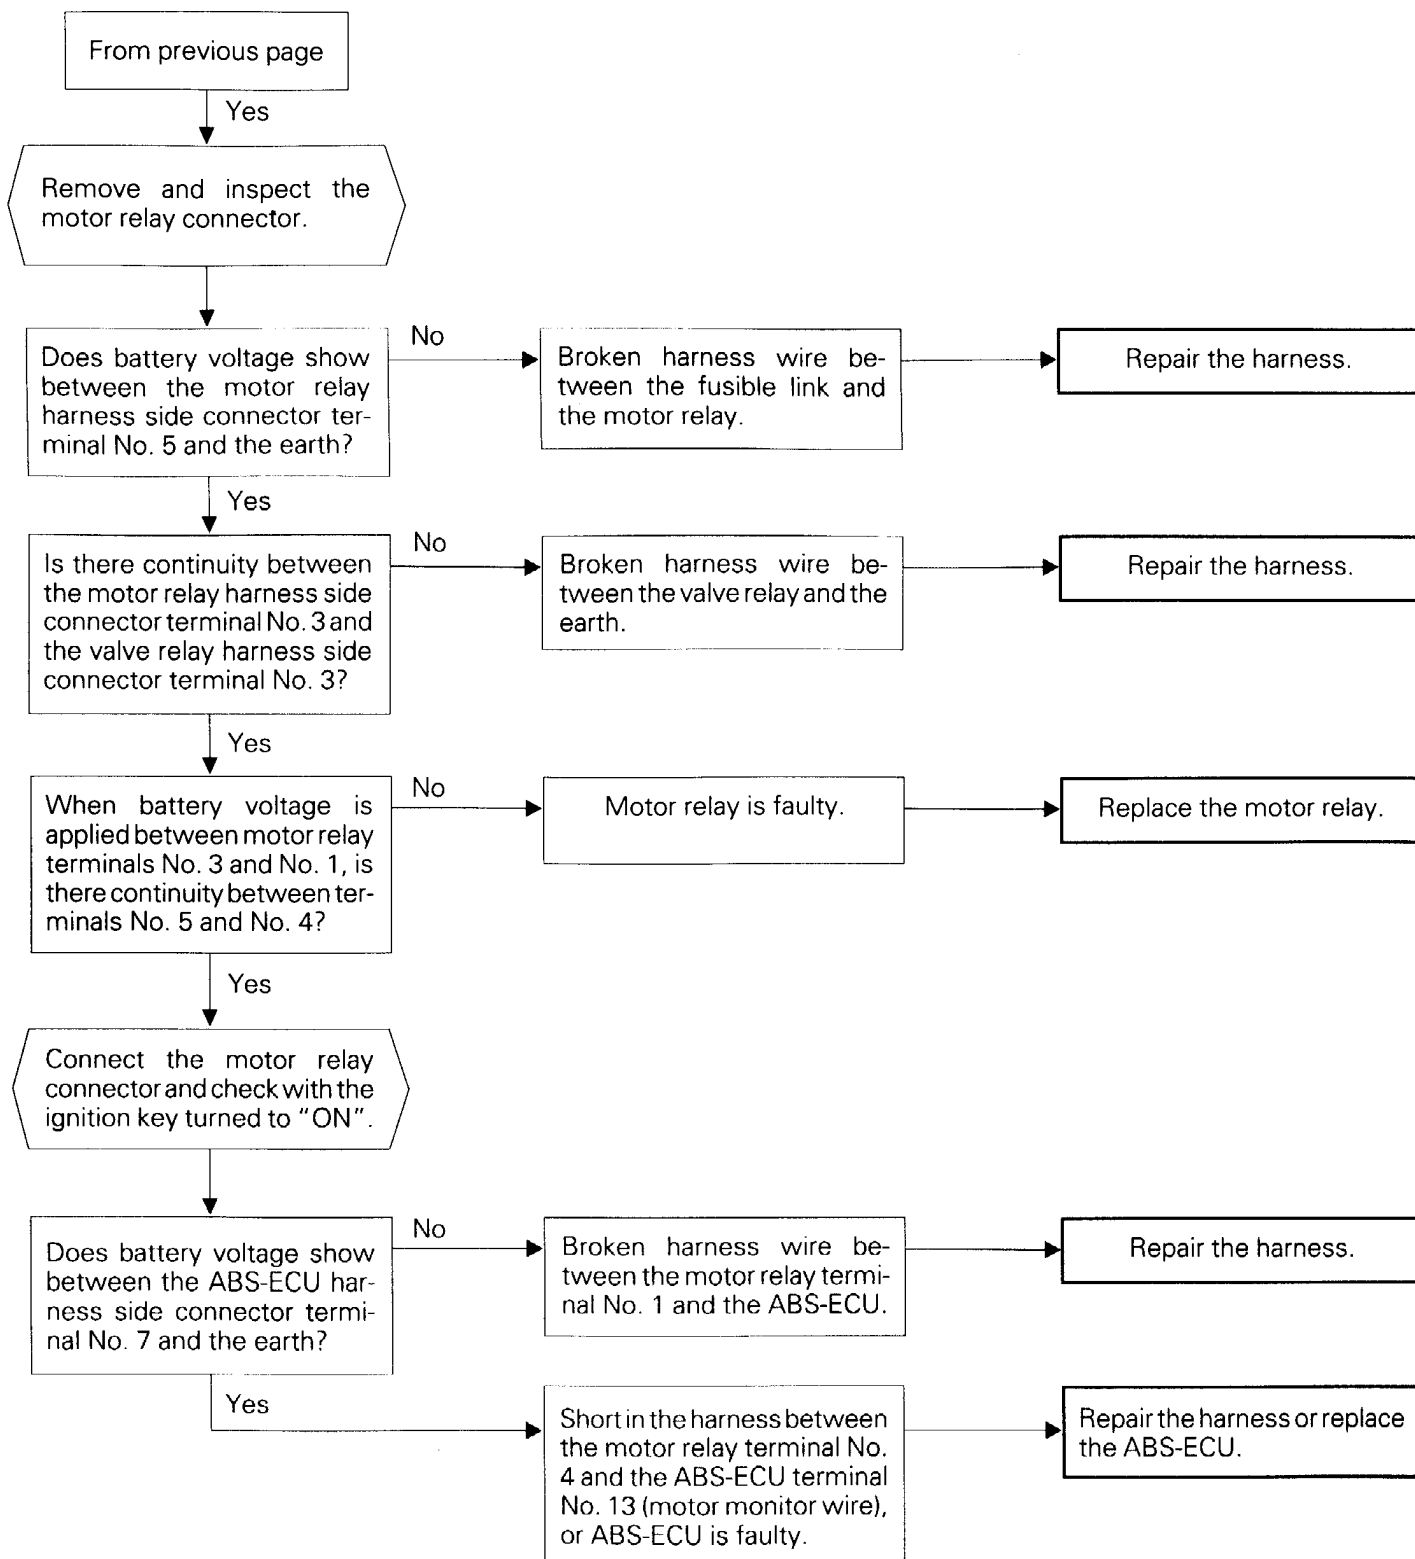 From previous page
Yes
Remove and inspect the
motor relay connector.
Does battery voltage show
between the motor relay
harness side connector ter-
minal No. 5 and the earth?
No
Broken harness wire be-
tween the fusible link and
the motor relay.
Repair the harness.
Yes
Is there continuity between
the motor relay harness side
connector terminal No. 3 and
the valve relay harness side
connector terminal No. 3?
No
Broken harness wire be-
tween the valve relay and the
earth.
Repair the harness.
Yes
When battery voltage is
applied between motor relay
terminals No. 3 and No. 1, is
there continuity between ter-
minals No. 5 and No. 4?
No
Motor relay is faulty.
Replace the motor relay.
Yes
Connect the motor relay
connector and check with the
ignition key turned to "ON".
Does battery voltage show
between the ABS-ECU har-
ness side connector termi-
nal No. 7 and the earth?
No
Broken harness wire be-
tween the motor relay termi-
nal No. 1 and the ABS-ECU.
Repair the harness.
Yes
Short in the harness between
the motor relay terminal No.
4 and the ABS-ECU terminal
No. 13 (motor monitor wire),
or ABS-ECU is faulty.
Repair the harness or replace
the ABS-ECU.